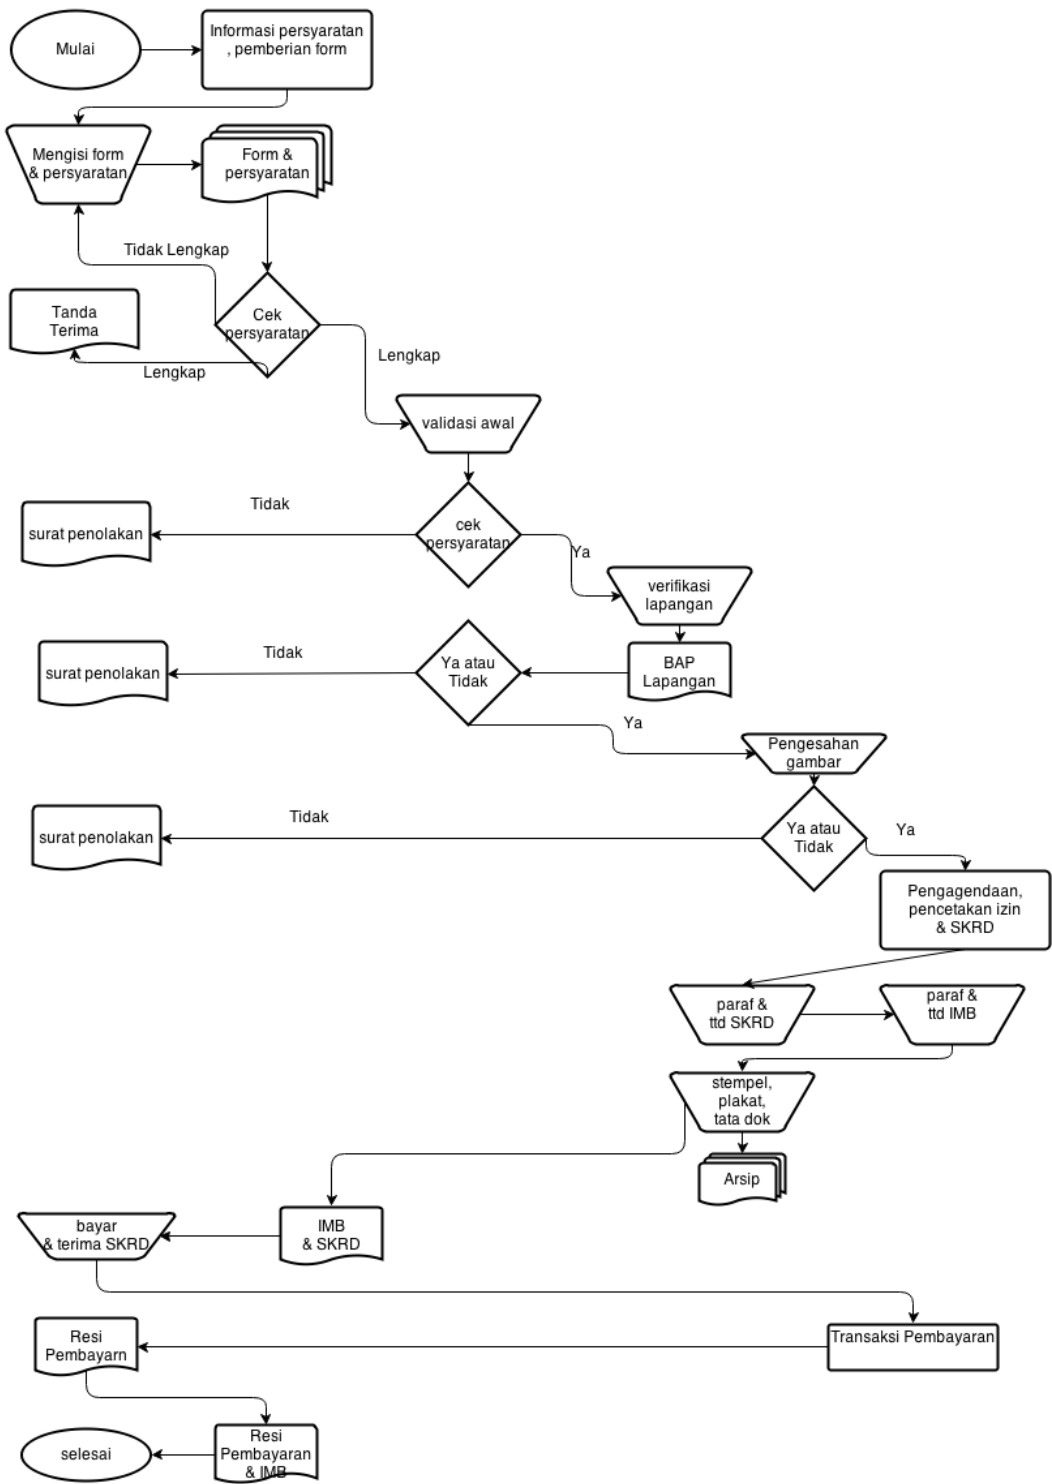 Mulai
Informasi persyaratan
, pemberian form
Mengisi form
& persyaratan
Form &
persyaratan
Tidak Lengkap
Tanda
Terima
Cek
persyaratan
Lengkap
Lengkap
validasi awal
Tidak
surat penolakan
cek
persyaratan
Ya
verifikasi
lapangan
Tidak
surat penolakan
Ya atau
Tidak
BAP
Lapangan
Ya
Pengesahan
gambar
Tidak
surat penolakan
Ya atau
Tidak
Ya
Pengagendaan,
pencetakan izin
& SKRD
paraf &
ttd SKRD
paraf &
ttd IMB
stempel,
plakat,
tata dok
Arsip
bayar
& terima SKRD
IMB
& SKRD
Resi
Pembayarn
Transaksi Pembayaran
selesai
Resi
Pembayaran
& IMB